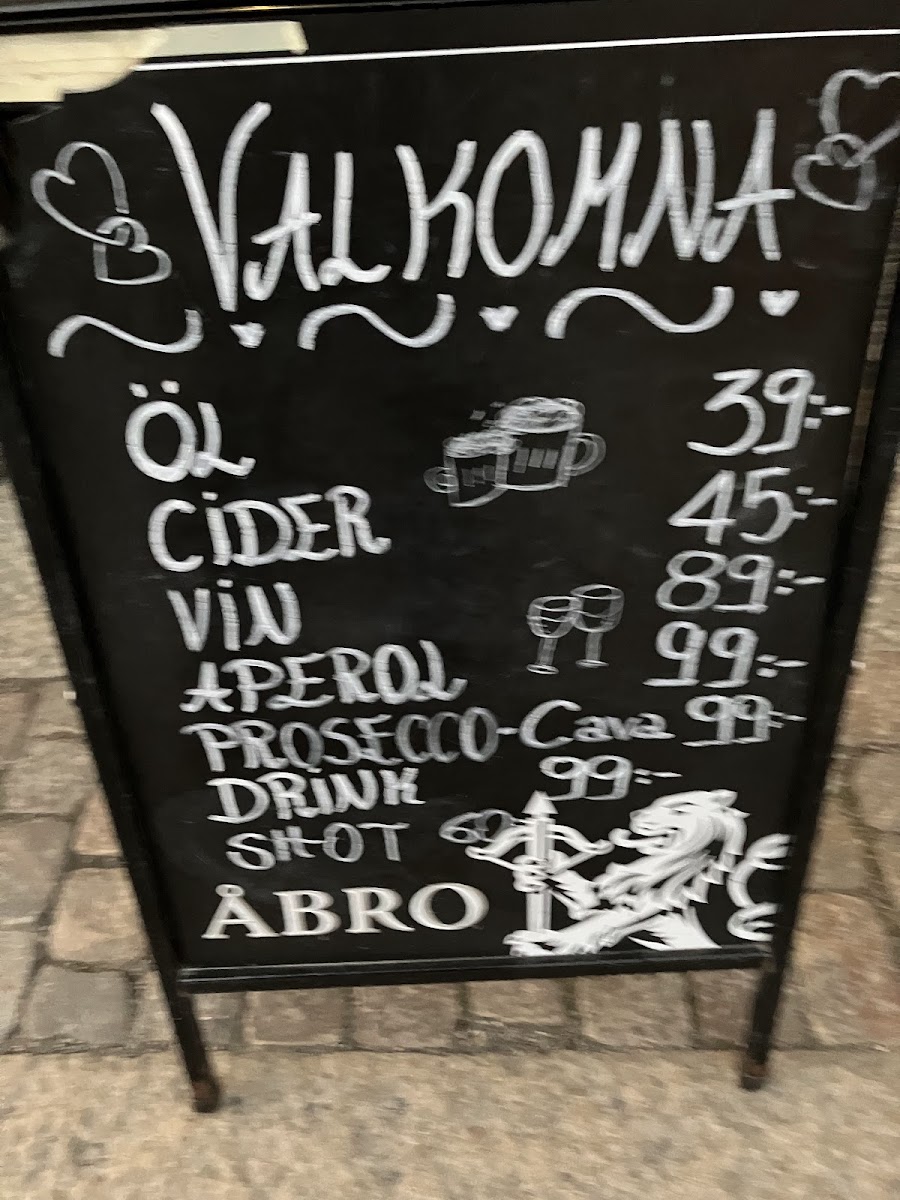 VALKOMNA
ÖL 39:-
CIDER 45:-
VIN 89:-
APEROL 99:-
PROSECCO-Cava 99:-
DRINK 99:-
SHOT 60:-
ÅBRO